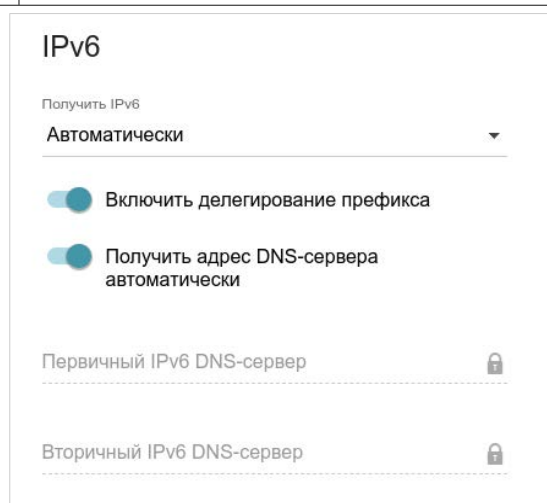 IPv6
Получить IPv6
Автоматически
Включить делегирование префикса
Получить адрес DNS-сервера
автоматически
Первичный IPv6 DNS-сервер
Вторичный IPv6 DNS-сервер